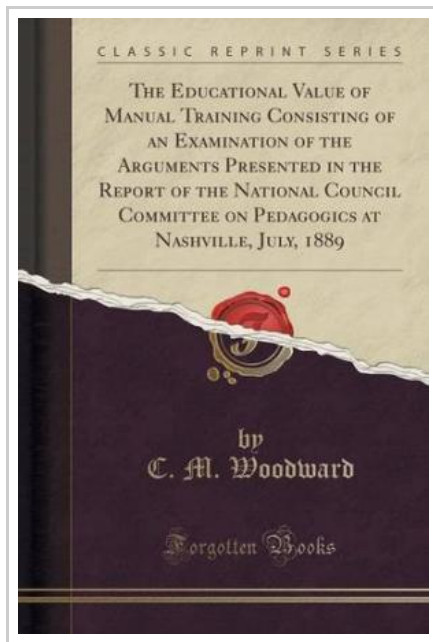 CLASSIC REPRINT SERIES
THE EDUCATIONAL VALUE OF
MANUAL TRAINING CONSISTING OF
AN EXAMINATION OF THE
ARGUMENTS PRESENTED IN THE
REPORT OF THE NATIONAL COUNCIL
COMMITTEE ON PEDAGOGICS AT
NASHVILLE, JULY, 1889
by
C. M. Woodward
Forgotten Books